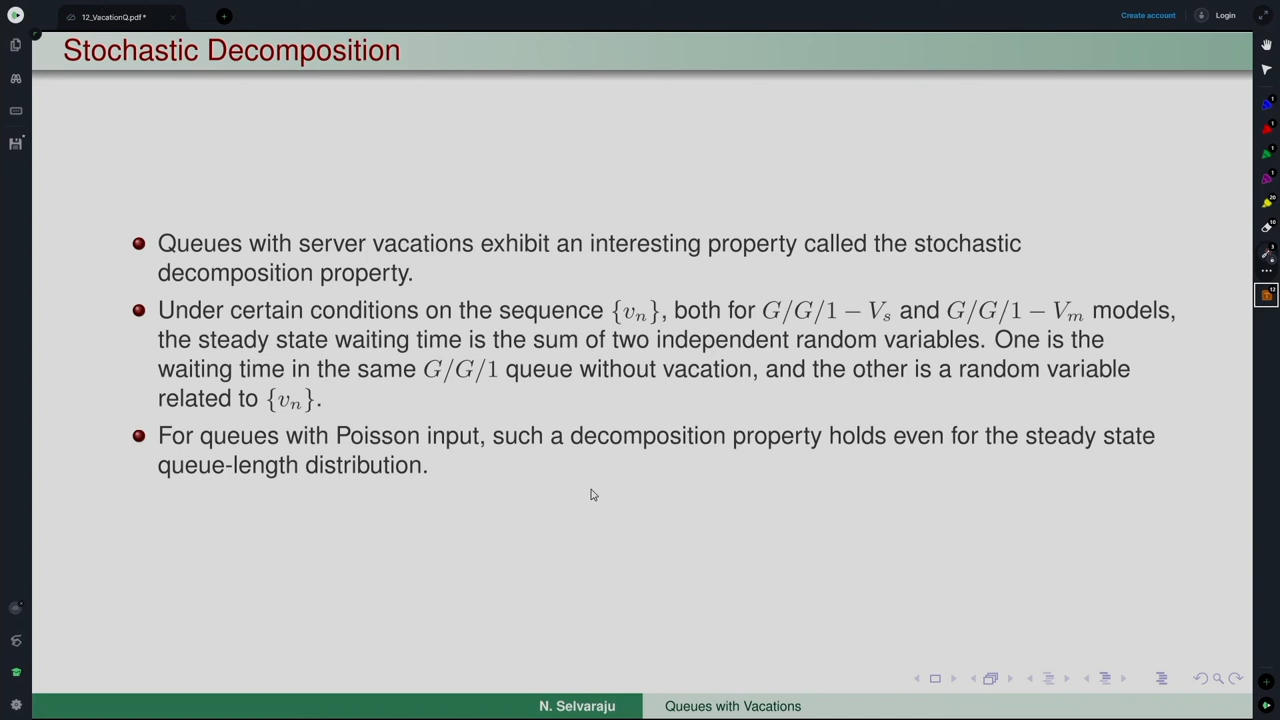 12_VacationQ.pdf *
Create account
Login
Stochastic Decomposition
Queues with server vacations exhibit an interesting property called the stochastic
decomposition property.
Under certain conditions on the sequence {vₙ}, both for G/G/1 − Vₛ and G/G/1 − Vₘ models,
the steady state waiting time is the sum of two independent random variables. One is the
waiting time in the same G/G/1 queue without vacation, and the other is a random variable
related to {vₙ}.
For queues with Poisson input, such a decomposition property holds even for the steady state
queue-length distribution.
N. Selvaraju
Queues with Vacations